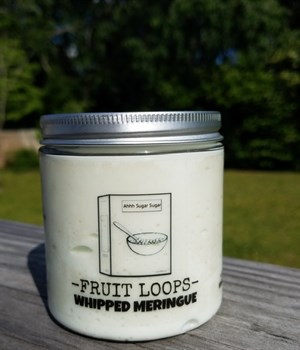 Ahhh Sugar Sugar
-FRUIT LOOPS-
WHIPPED MERINGUE